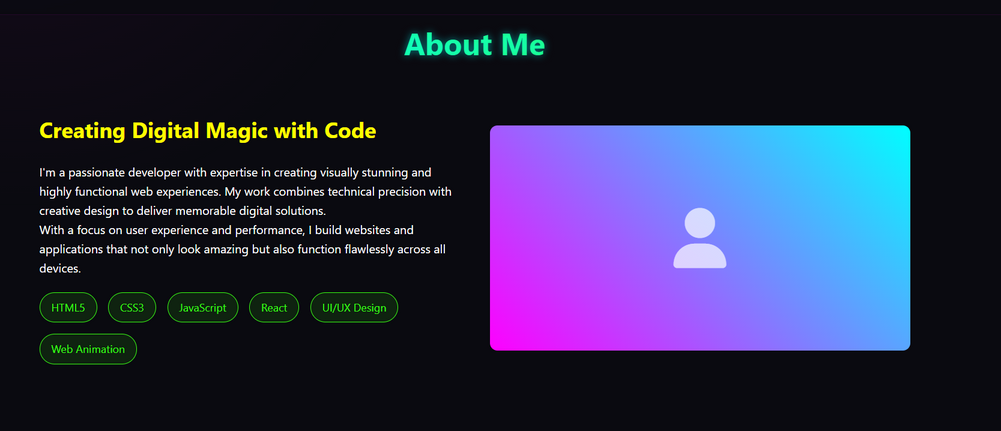 About Me
Creating Digital Magic with Code
I'm a passionate developer with expertise in creating visually stunning and
highly functional web experiences. My work combines technical precision with
creative design to deliver memorable digital solutions.
With a focus on user experience and performance, I build websites and
applications that not only look amazing but also function flawlessly across all
devices.
HTML5 CSS3 JavaScript React UI/UX Design
Web Animation